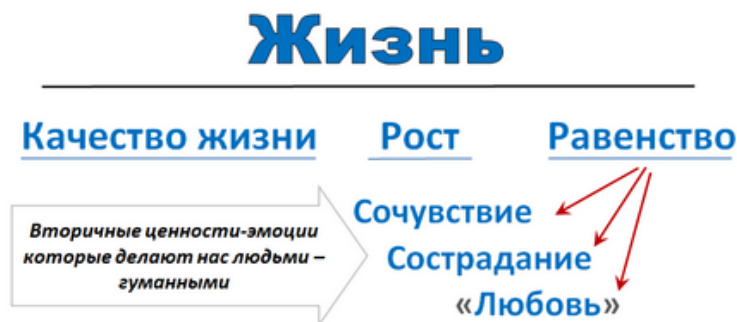 Жизнь
Качество жизни Рост Равенство
Вторичные ценности-эмоции
которые делают нас людьми –
гуманными
Сочувствие
Сострадание
«Любовь»